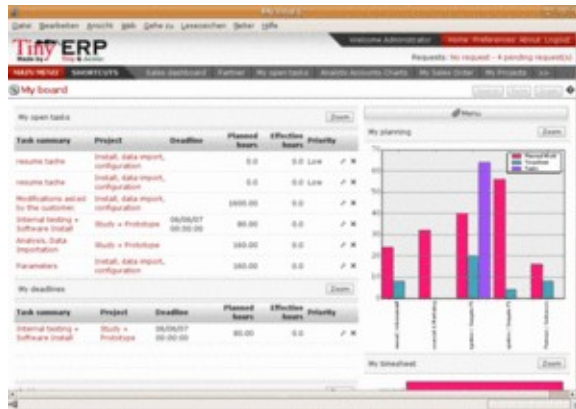 My board
Datei Bearbeiten Ansicht Gehe zu Lesezeichen Hilfe
Tiny ERP
Welcome Administrator Home Preferences About Logout
Requests: No request - 4 pending request(s)
MAIN MENU SHORTCUTS Sales Dashboard Partner My open tasks Analytic Accounts Charts My Sales Order My Projects >>
My board
My open tasks Zoom
Task summary Project Deadline Planned hours Effective hours Priority
resume tache Install, data import, configuration 0.0 0.0 Low
resume tache Install, data import, configuration 0.0 0.0 Low
Modifications asked by the customer. Install, data import, configuration 1600.00 0.0
Internal testing + Software install Study + Prototype 06/06/07 00:00:00 80.00 0.0
Analysis, Data Importation Study + Prototype 160.00 0.0
Parameters Install, data import, configuration 160.00 0.0
My deadlines Zoom
Task summary Project Deadline Planned hours Effective hours Priority
Internal testing + Software install Study + Prototype 06/06/07 00:00:00 80.00 0.0
Menu
My planning Zoom
70
60
50
40
30
20
10
My timesheet Zoom